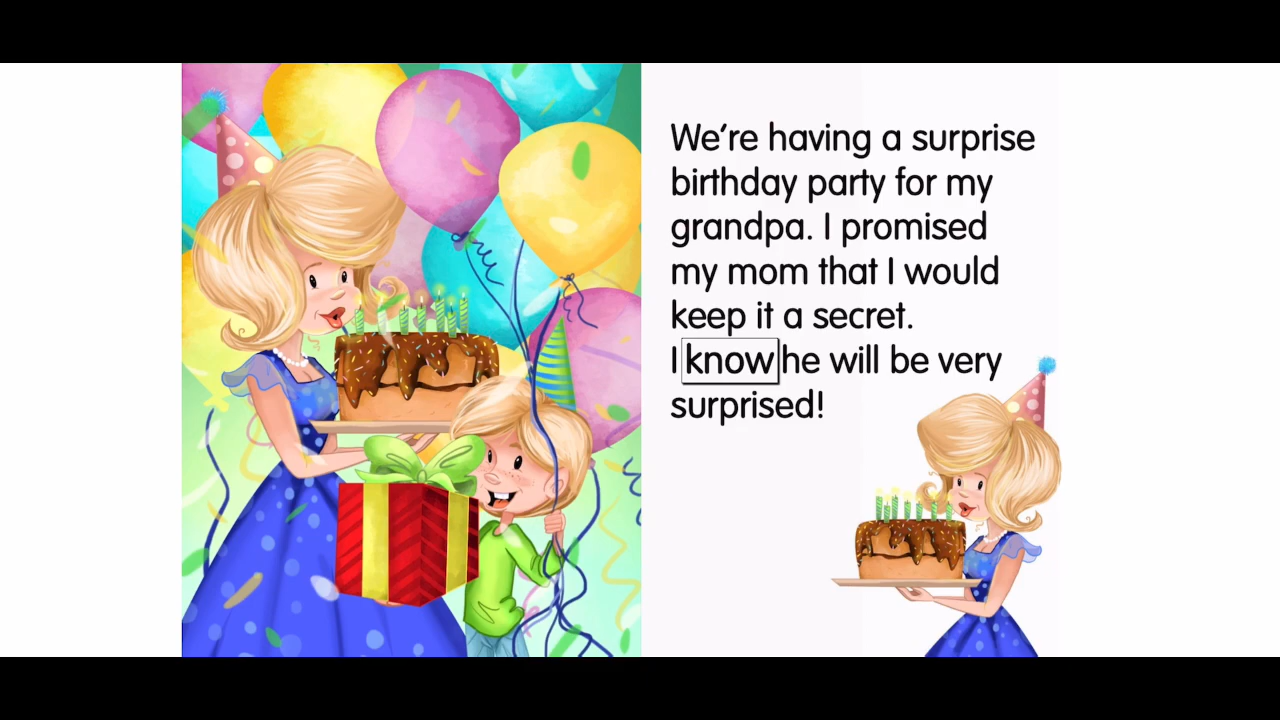 We’re having a surprise
birthday party for my
grandpa. I promised
my mom that I would
keep it a secret.
I know he will be very
surprised!